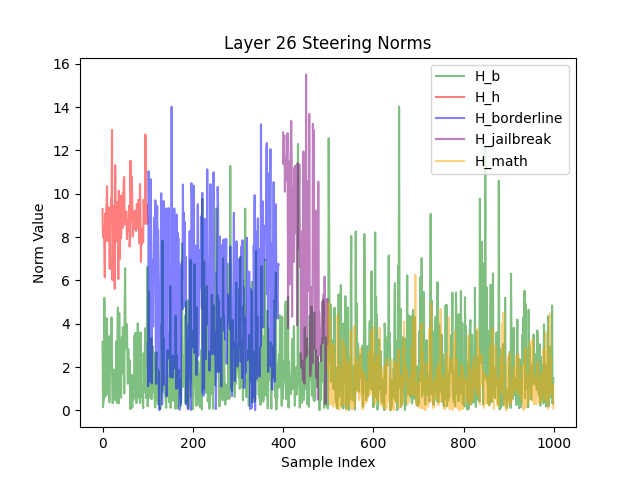 Layer 26 Steering Norms
Norm Value
16
14
12
10
8
6
4
2
0
0
200
400
600
800
1000
Sample Index
H_b
H_h
H_borderline
H_jailbreak
H_math